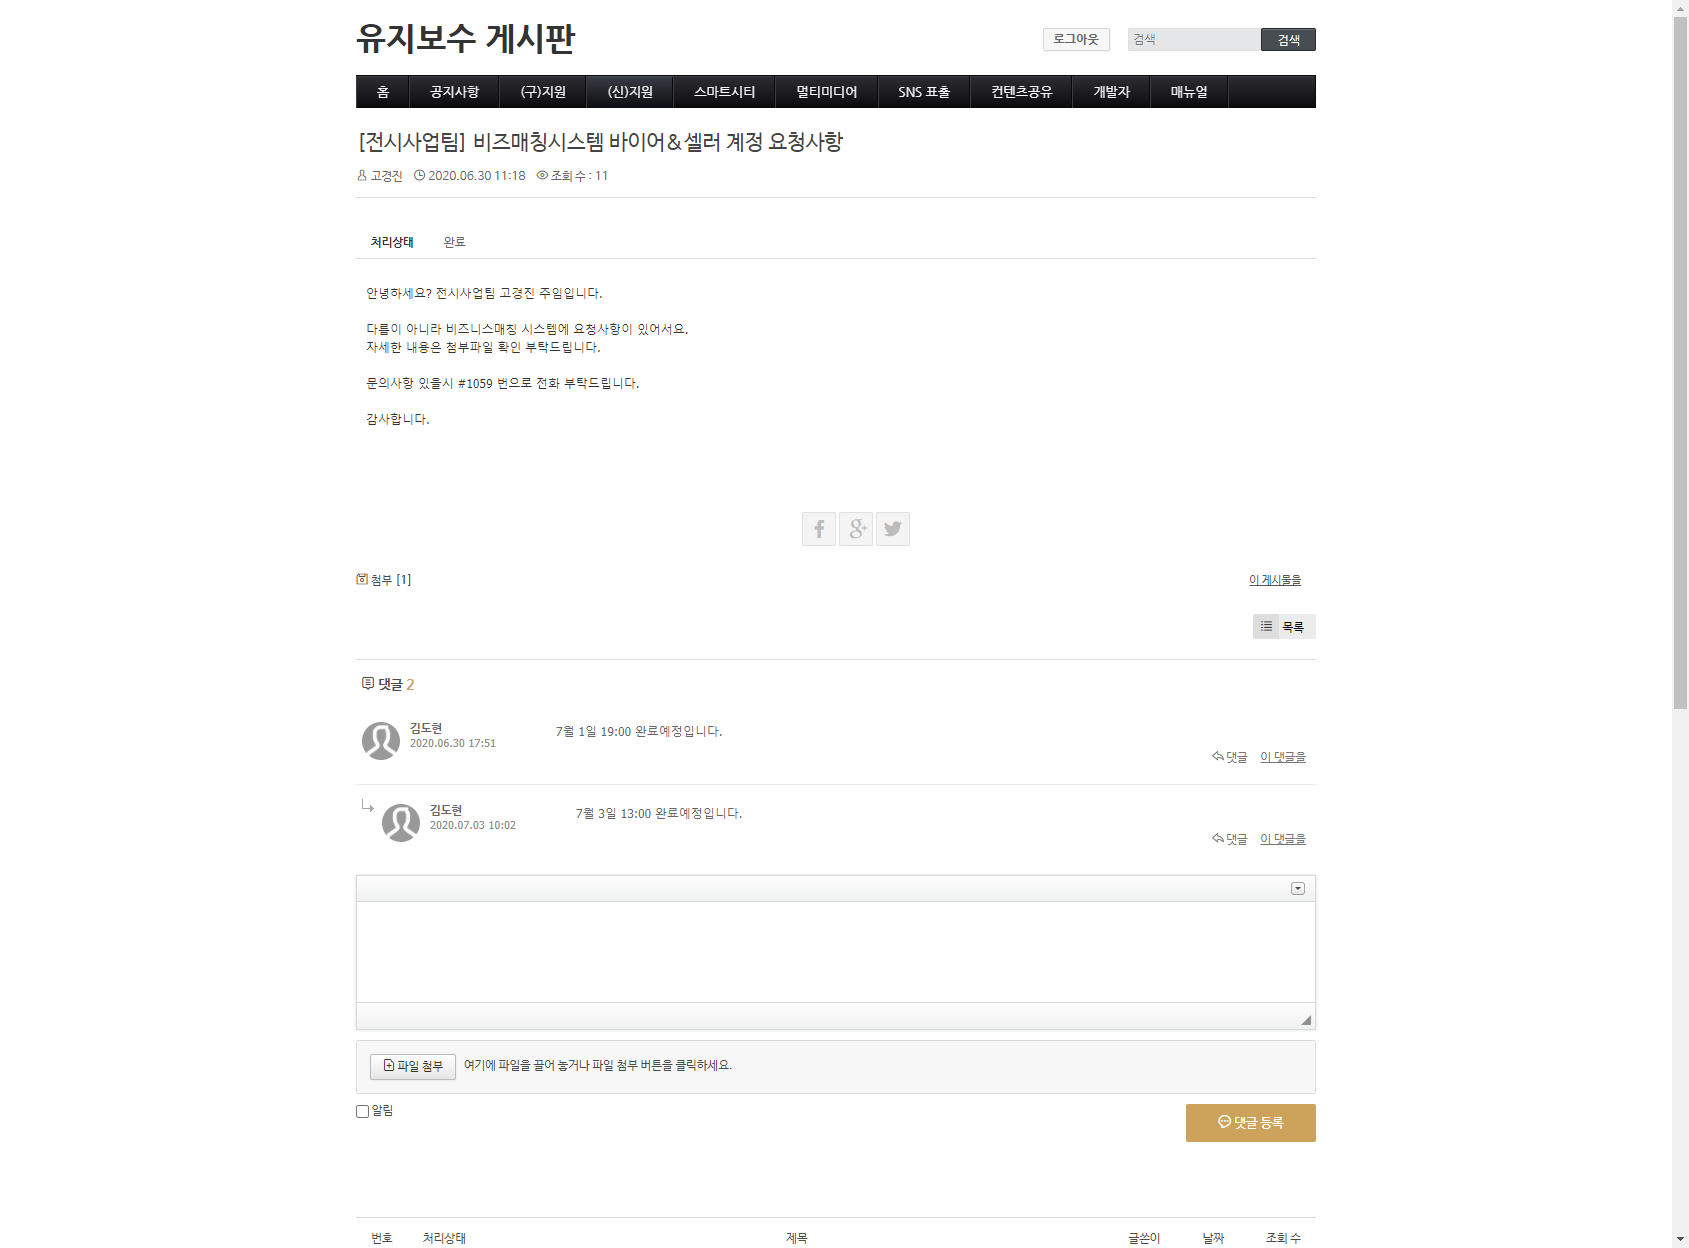 유지보수 게시판
로그아웃 검색 검색
홈 공지사항 (구)지원 (신)지원 스마트시티 멀티미디어 SNS 표출 컨텐츠공유 개발자 매뉴얼
[전시사업팀] 비즈매칭시스템 바이어&셀러 계정 요청사항
고경진 2020.06.30 11:18 조회 수 : 11
처리상태 완료
안녕하세요? 전시사업팀 고경진 주임입니다.
다름이 아니라 비즈니스매칭 시스템에 요청사항이 있어서요.
자세한 내용은 첨부파일 확인 부탁드립니다.
문의사항 있을시 #1059 번으로 전화 부탁드립니다.
감사합니다.
첨부 [1] 이 게시물을
목록
댓글 2
김도현 7월 1일 19:00 완료예정입니다.
2020.06.30 17:51
댓글 이 댓글을
김도현 7월 3일 13:00 완료예정입니다.
2020.07.03 10:02
댓글 이 댓글을
파일 첨부 여기에 파일을 끌어 놓거나 파일 첨부 버튼을 클릭하세요.
알림
댓글 등록
번호 처리상태 제목 글쓴이 날짜 조회 수